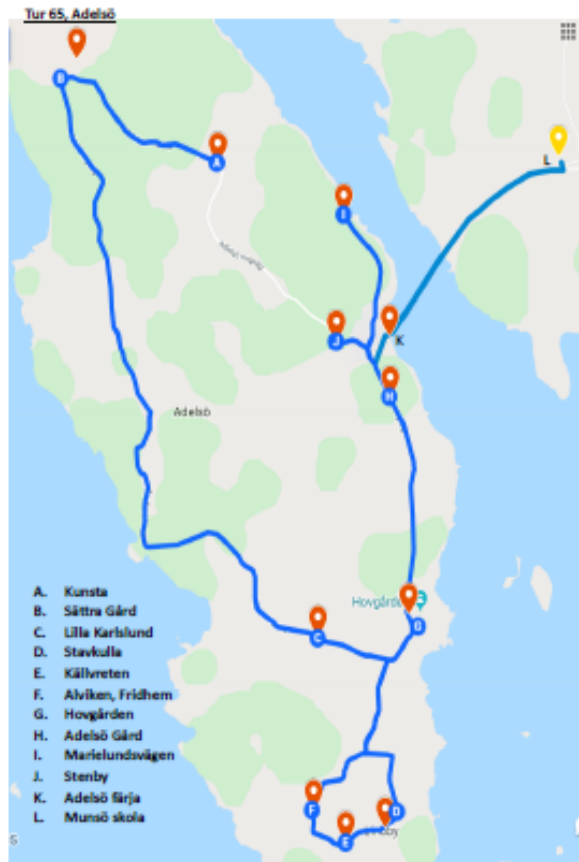 Tur 65, Adelsö
B
A
L
I
J
K
H
Adelsö
Hovgården
G
C
F
D
E
A. Kunsta
B. Sättra Gård
C. Lilla Karlslund
D. Stavkulla
E. Källvreten
F. Alviken, Fridhem
G. Hovgården
H. Adelsö Gård
I. Marielundsvägen
J. Stenby
K. Adelsö färja
L. Munsö skola